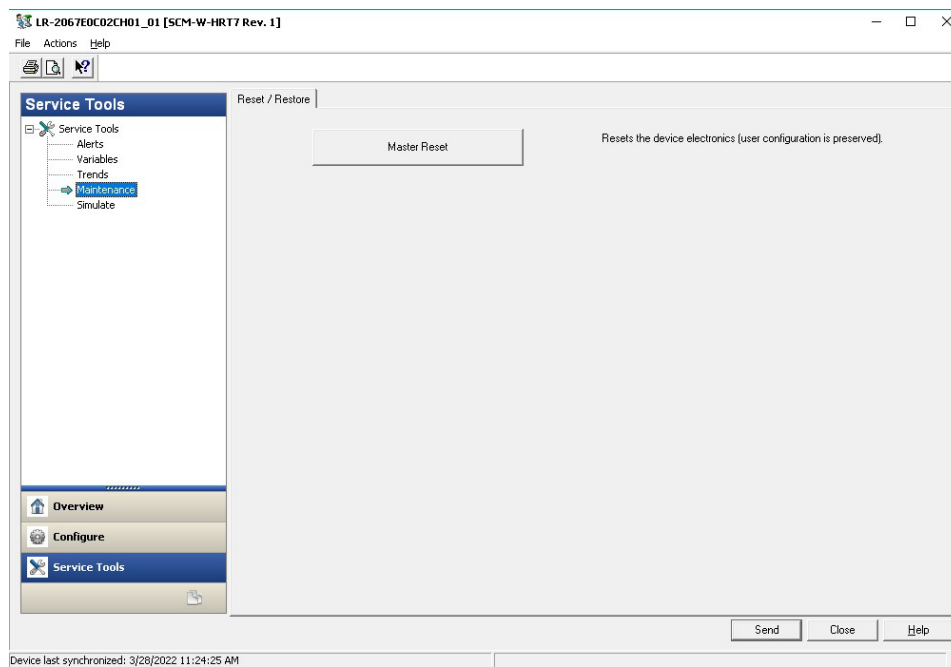 LR-2067E0C02CH01_01 [SCM-W-HRT7 Rev. 1]
File Actions Help
Service Tools
Service Tools
Alerts
Variables
Trends
Maintenance
Simulate
Reset / Restore
Master Reset
Resets the device electronics (user configuration is preserved).
Overview
Configure
Service Tools
Send Close Help
Device last synchronized: 3/28/2022 11:24:25 AM